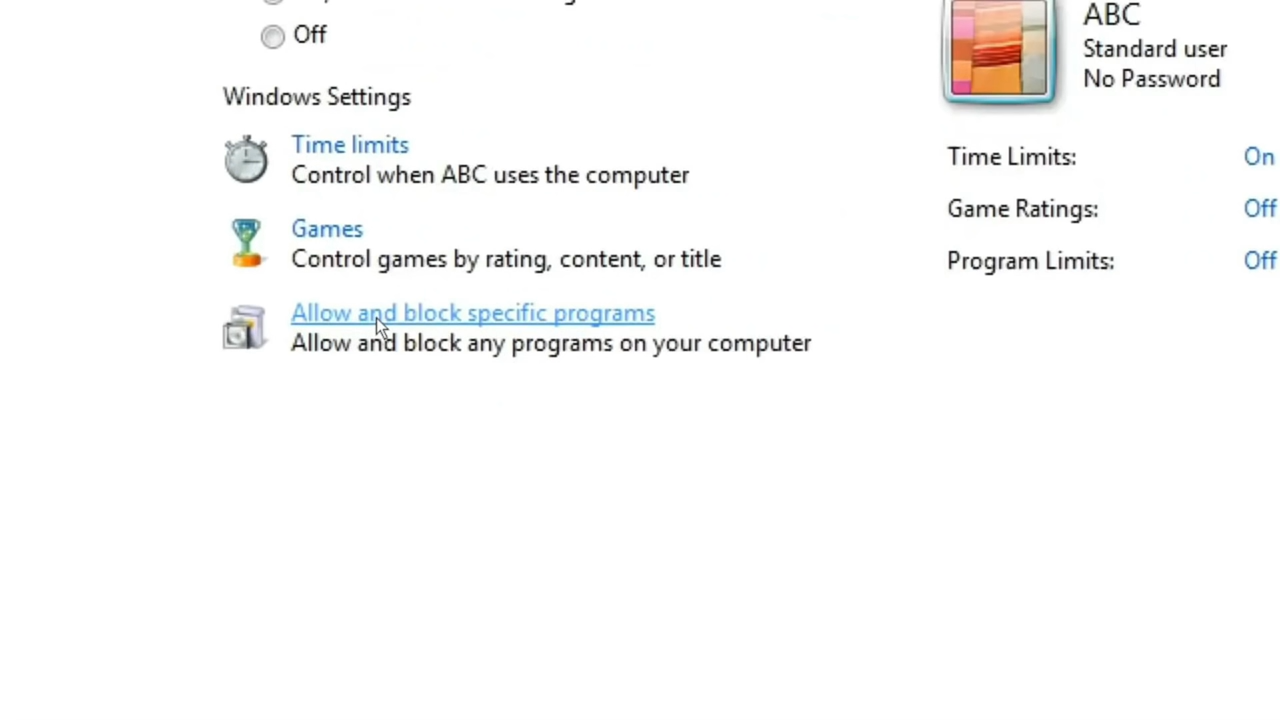 Off
ABC
Standard user
No Password
Windows Settings
Time limits
Control when ABC uses the computer
Games
Control games by rating, content, or title
Allow and block specific programs
Allow and block any programs on your computer
Time Limits: On
Game Ratings: Off
Program Limits: Off